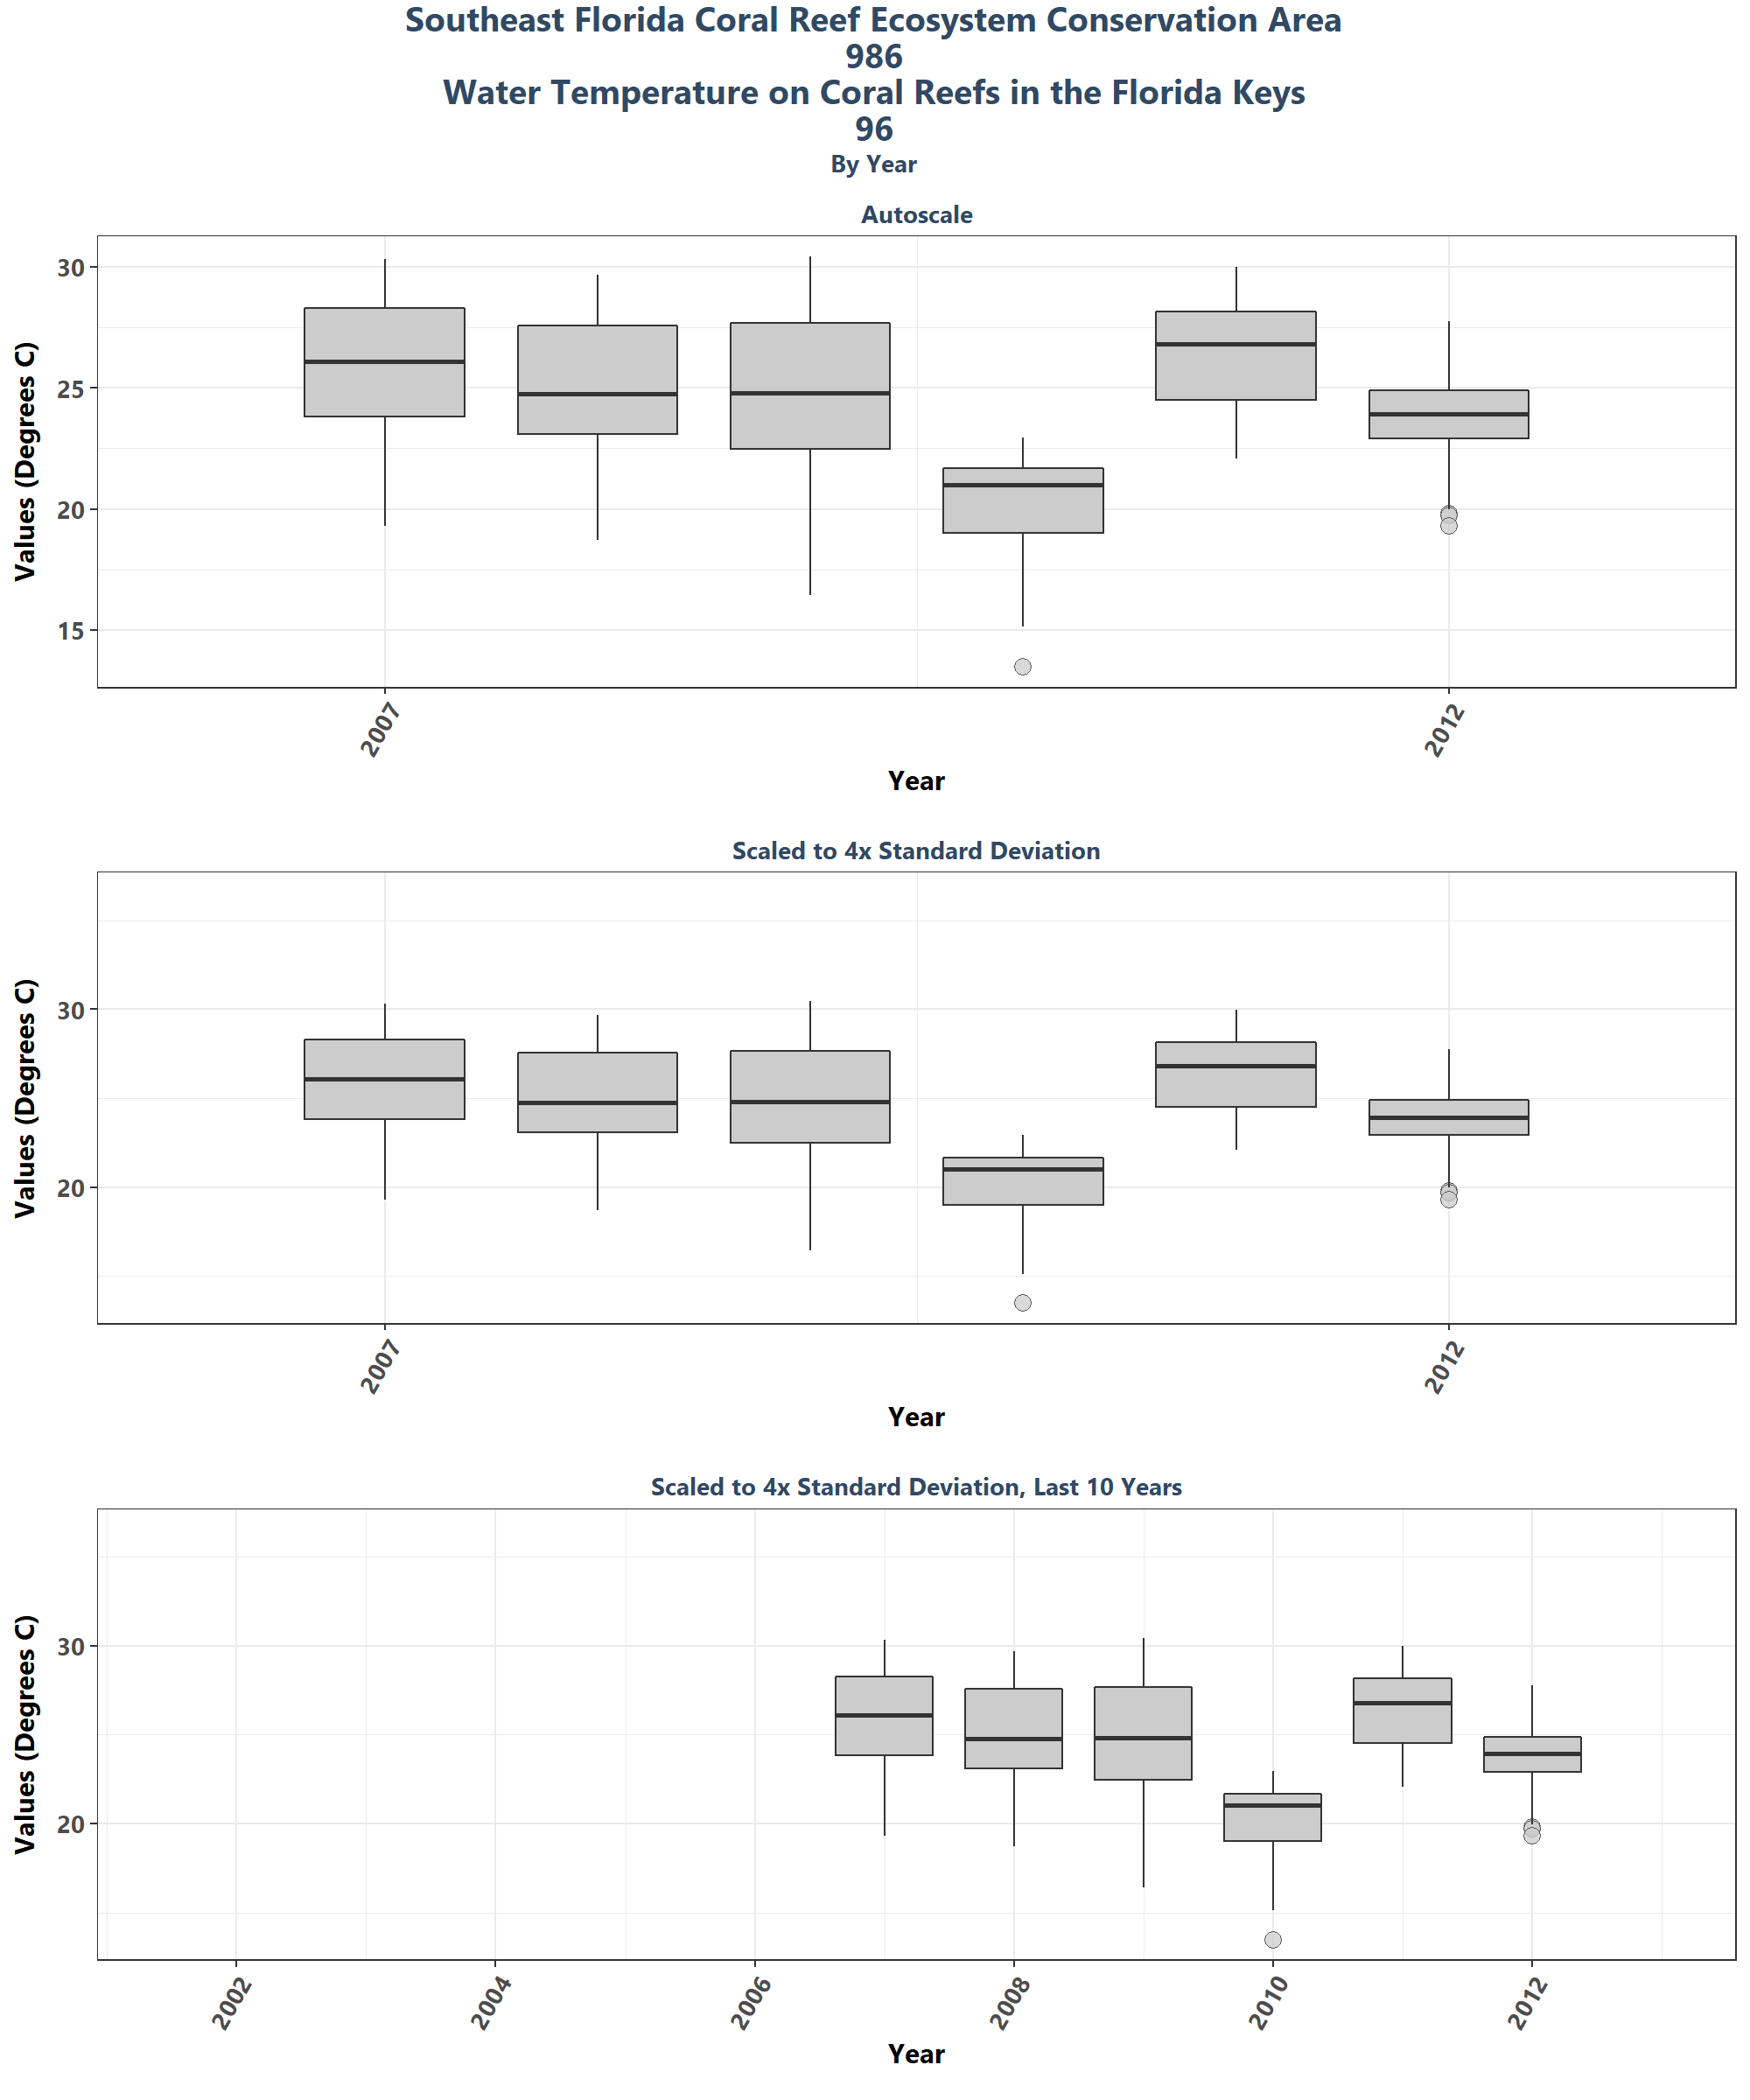 Southeast Florida Coral Reef Ecosystem Conservation Area
986
Water Temperature on Coral Reefs in the Florida Keys
96
By Year
Autoscale
Values (Degrees C)
30
25
20
15
2007
2012
Year
Scaled to 4x Standard Deviation
Values (Degrees C)
30
20
2007
2012
Year
Scaled to 4x Standard Deviation, Last 10 Years
Values (Degrees C)
30
20
2002
2004
2006
2008
2010
2012
Year